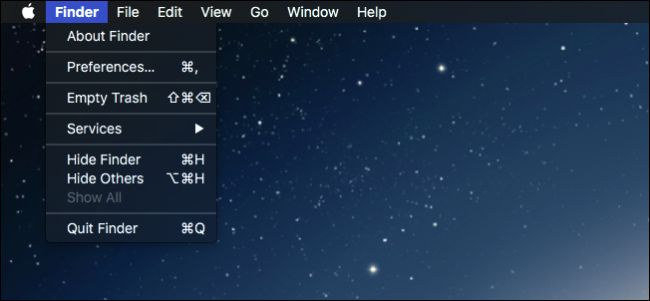 Finder File Edit View Go Window Help
About Finder
Preferences... ⌘,
Empty Trash ⇧⌘⌫
Services ▶
Hide Finder ⌘H
Hide Others ⌥⌘H
Show All
Quit Finder ⌘Q